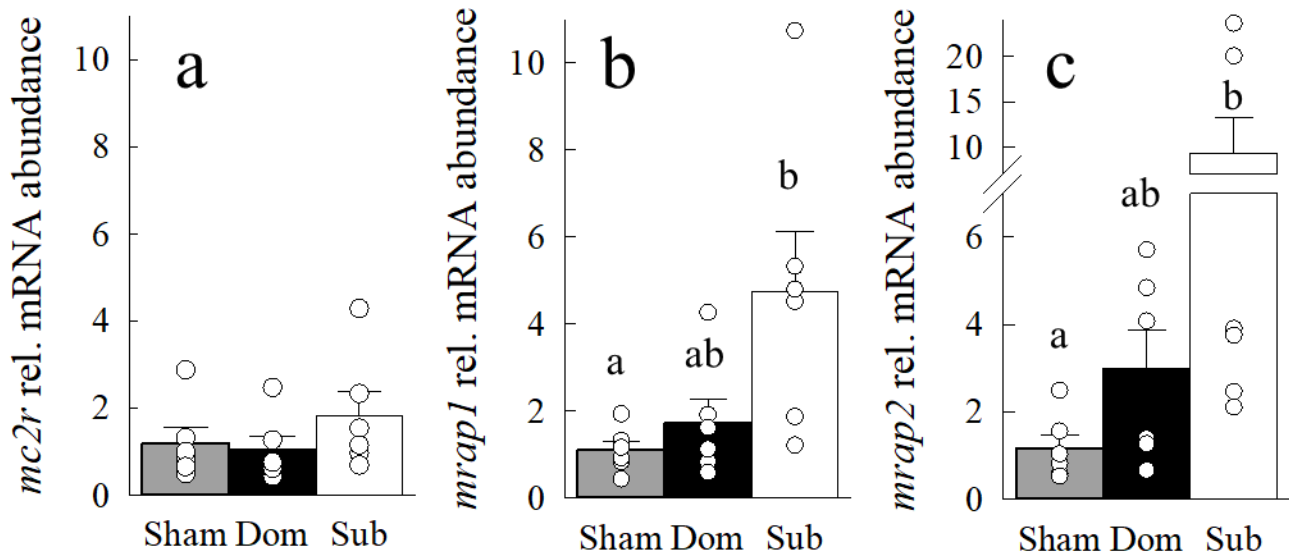 mc2r rel. mRNA abundance
10
8
6
4
2
0
a
Sham Dom Sub
mrap1 rel. mRNA abundance
10
8
6
4
2
0
b
a
ab
b
Sham Dom Sub
mrap2 rel. mRNA abundance
20
15
10
6
4
2
0
c
a
ab
b
Sham Dom Sub